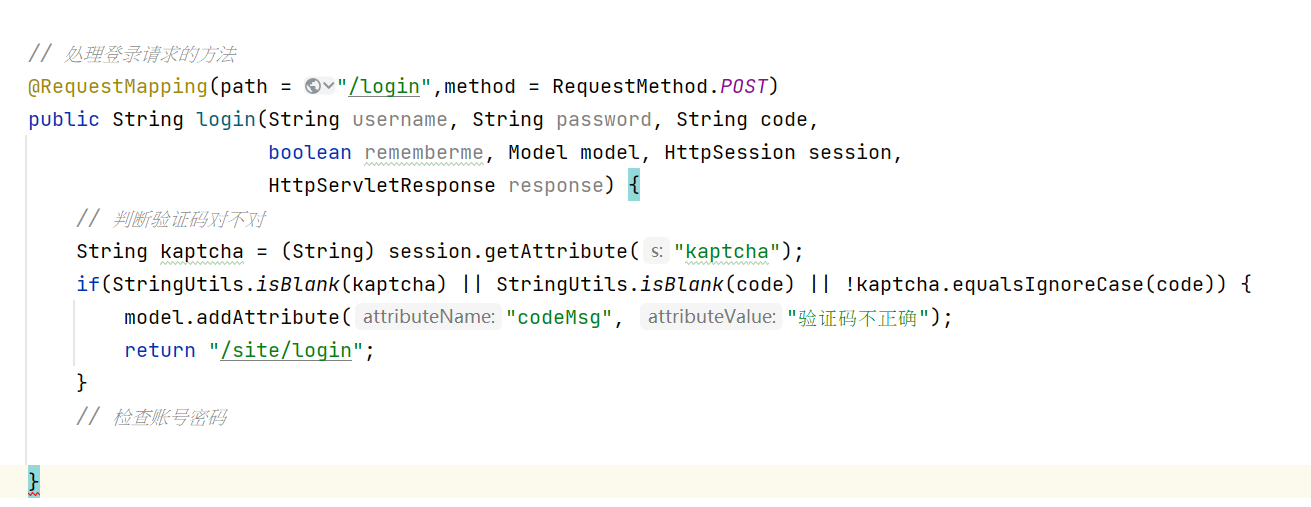 // 处理登录请求的方法
@RequestMapping(path = "/login",method = RequestMethod.POST)
public String login(String username, String password, String code,
boolean rememberme, Model model, HttpSession session,
HttpServletResponse response) {
// 判断验证码对不对
String kaptcha = (String) session.getAttribute( s: "kaptcha");
if(StringUtils.isBlank(kaptcha) || StringUtils.isBlank(code) || !kaptcha.equalsIgnoreCase(code)) {
model.addAttribute( attributeName: "codeMsg", attributeValue: "验证码不正确");
return "/site/login";
}
// 检查账号密码
}